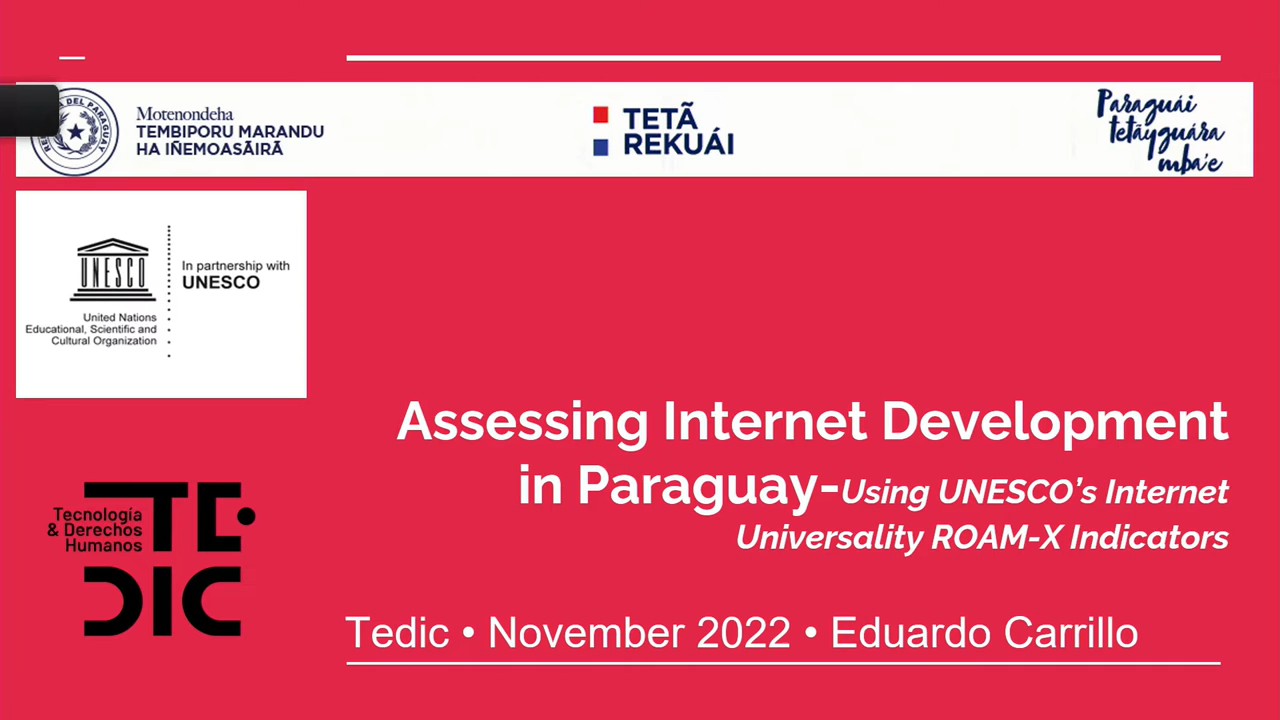 Motenondeha
TEMBIPORU MARANDU
HA IÑEMOASÃIRÃ
TETÃ
REKUÁI
Paraguái
tetãyguára
mba'e
UNESCO
In partnership with
UNESCO
United Nations
Educational, Scientific and
Cultural Organization
Assessing Internet Development
in Paraguay-Using UNESCO’s Internet
Universality ROAM-X Indicators
Tecnología
& Derechos
Humanos
TE
DIC
Tedic • November 2022 • Eduardo Carrillo